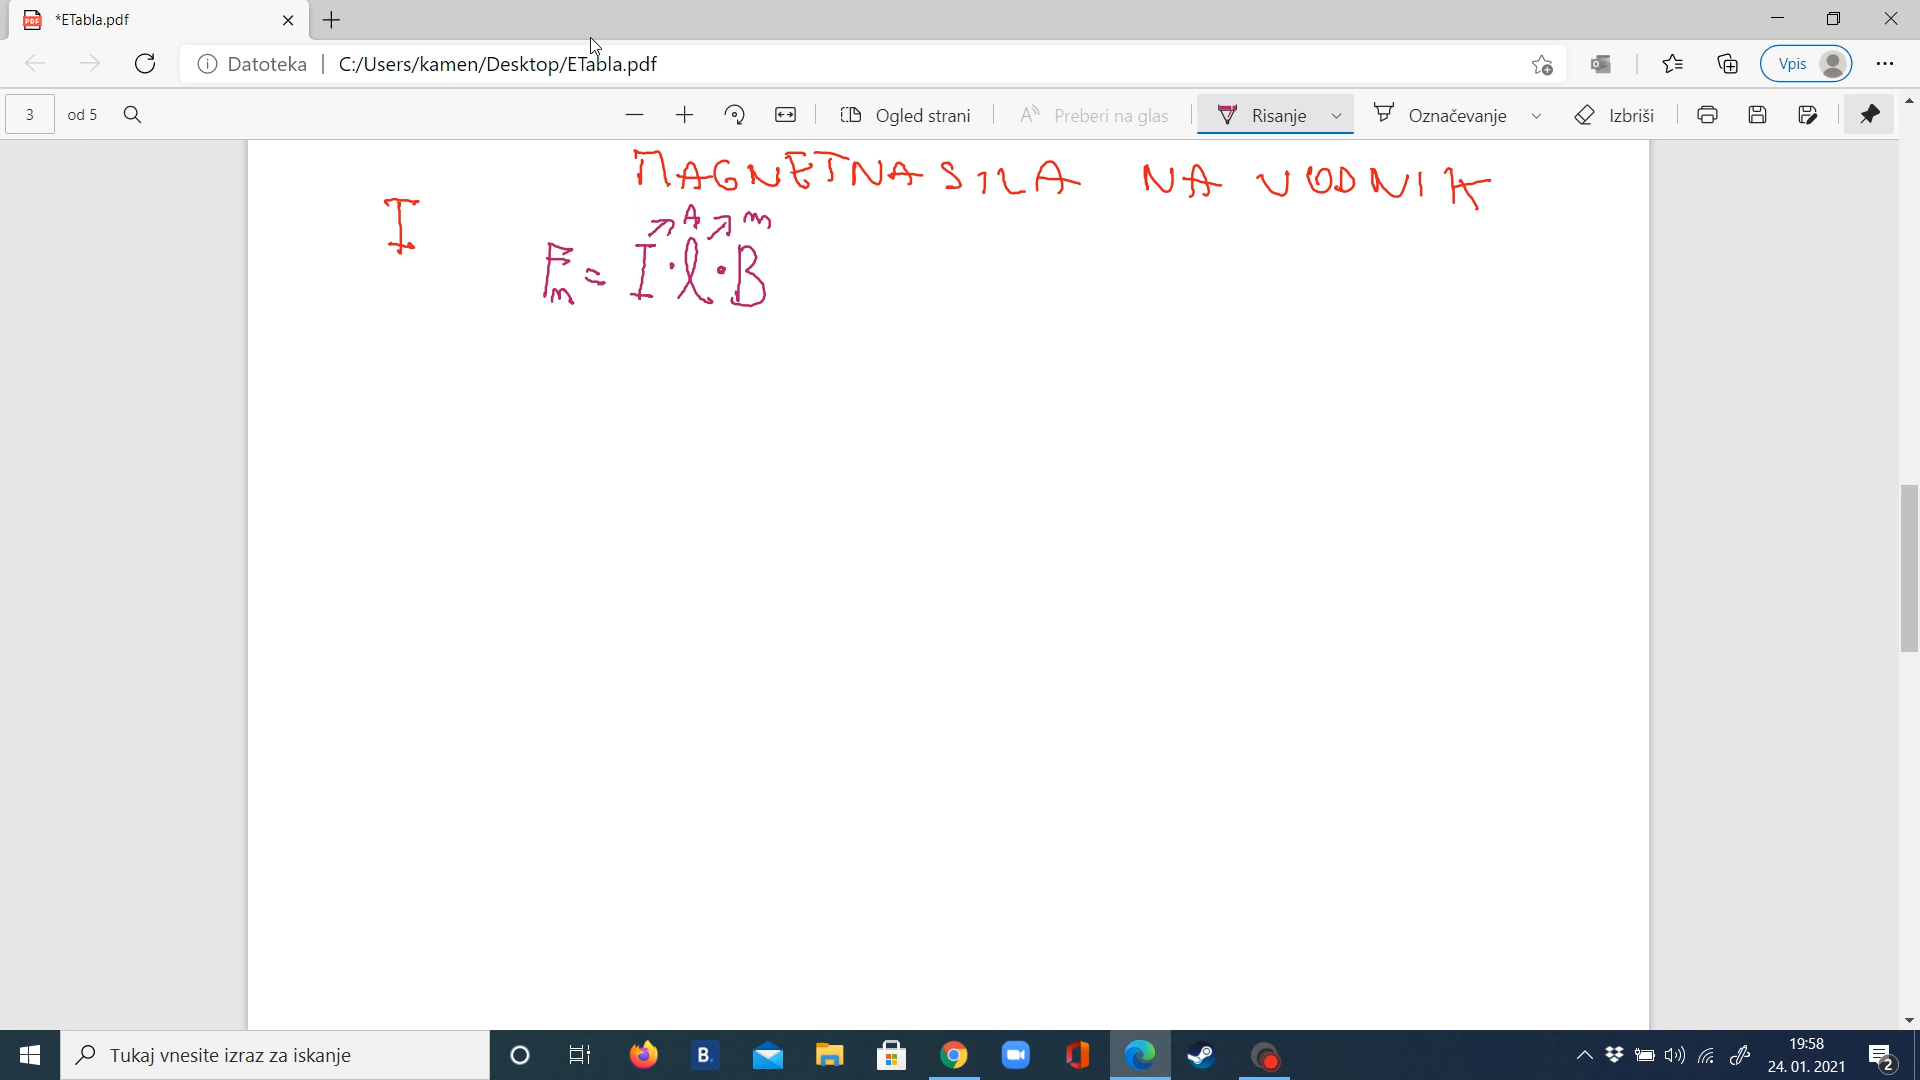 *ETabla.pdf
Datoteka | C:/Users/kamen/Desktop/ETabla.pdf
Vpis
3 od 5
Ogled strani
Preberi na glas
Risanje
Označevanje
Izbriši
MAGNETNA SILA NA VODNIK
I
A m
Fm = I · l · B
Tukaj vnesite izraz za iskanje
B.
19:58
24. 01. 2021
2